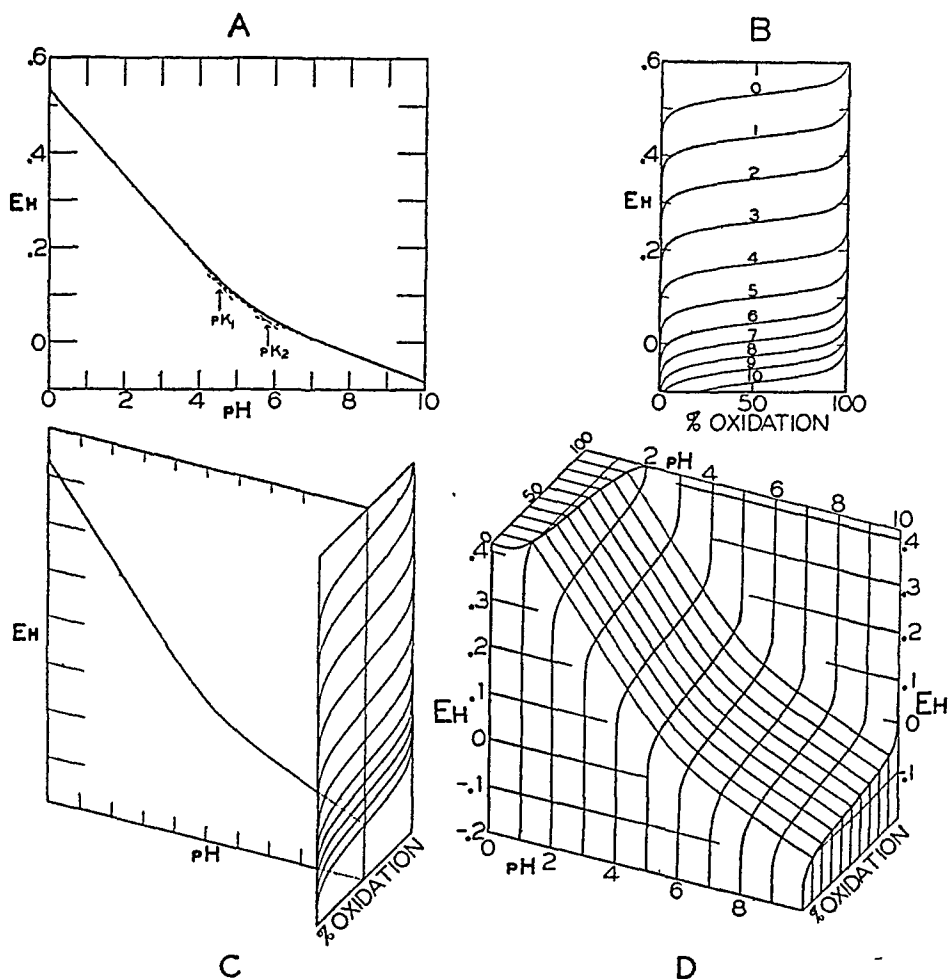 A
.6
.4
EH
.2
0
pK1
pK2
0 2 4 6 8 10
pH
B
.6
.4
EH
.2
0
0
1
2
3
4
5
6
7
8
9
10
0 50 100
% OXIDATION
EH
pH
% OXIDATION
C
100
50
0
2 pH 4 6 8 10
.4
.3
.2
.1
EH
0
-.1
-.2
.4
.3
.2
.1
EH
0
.1
0 pH 2 4 6 8
% OXIDATION
D